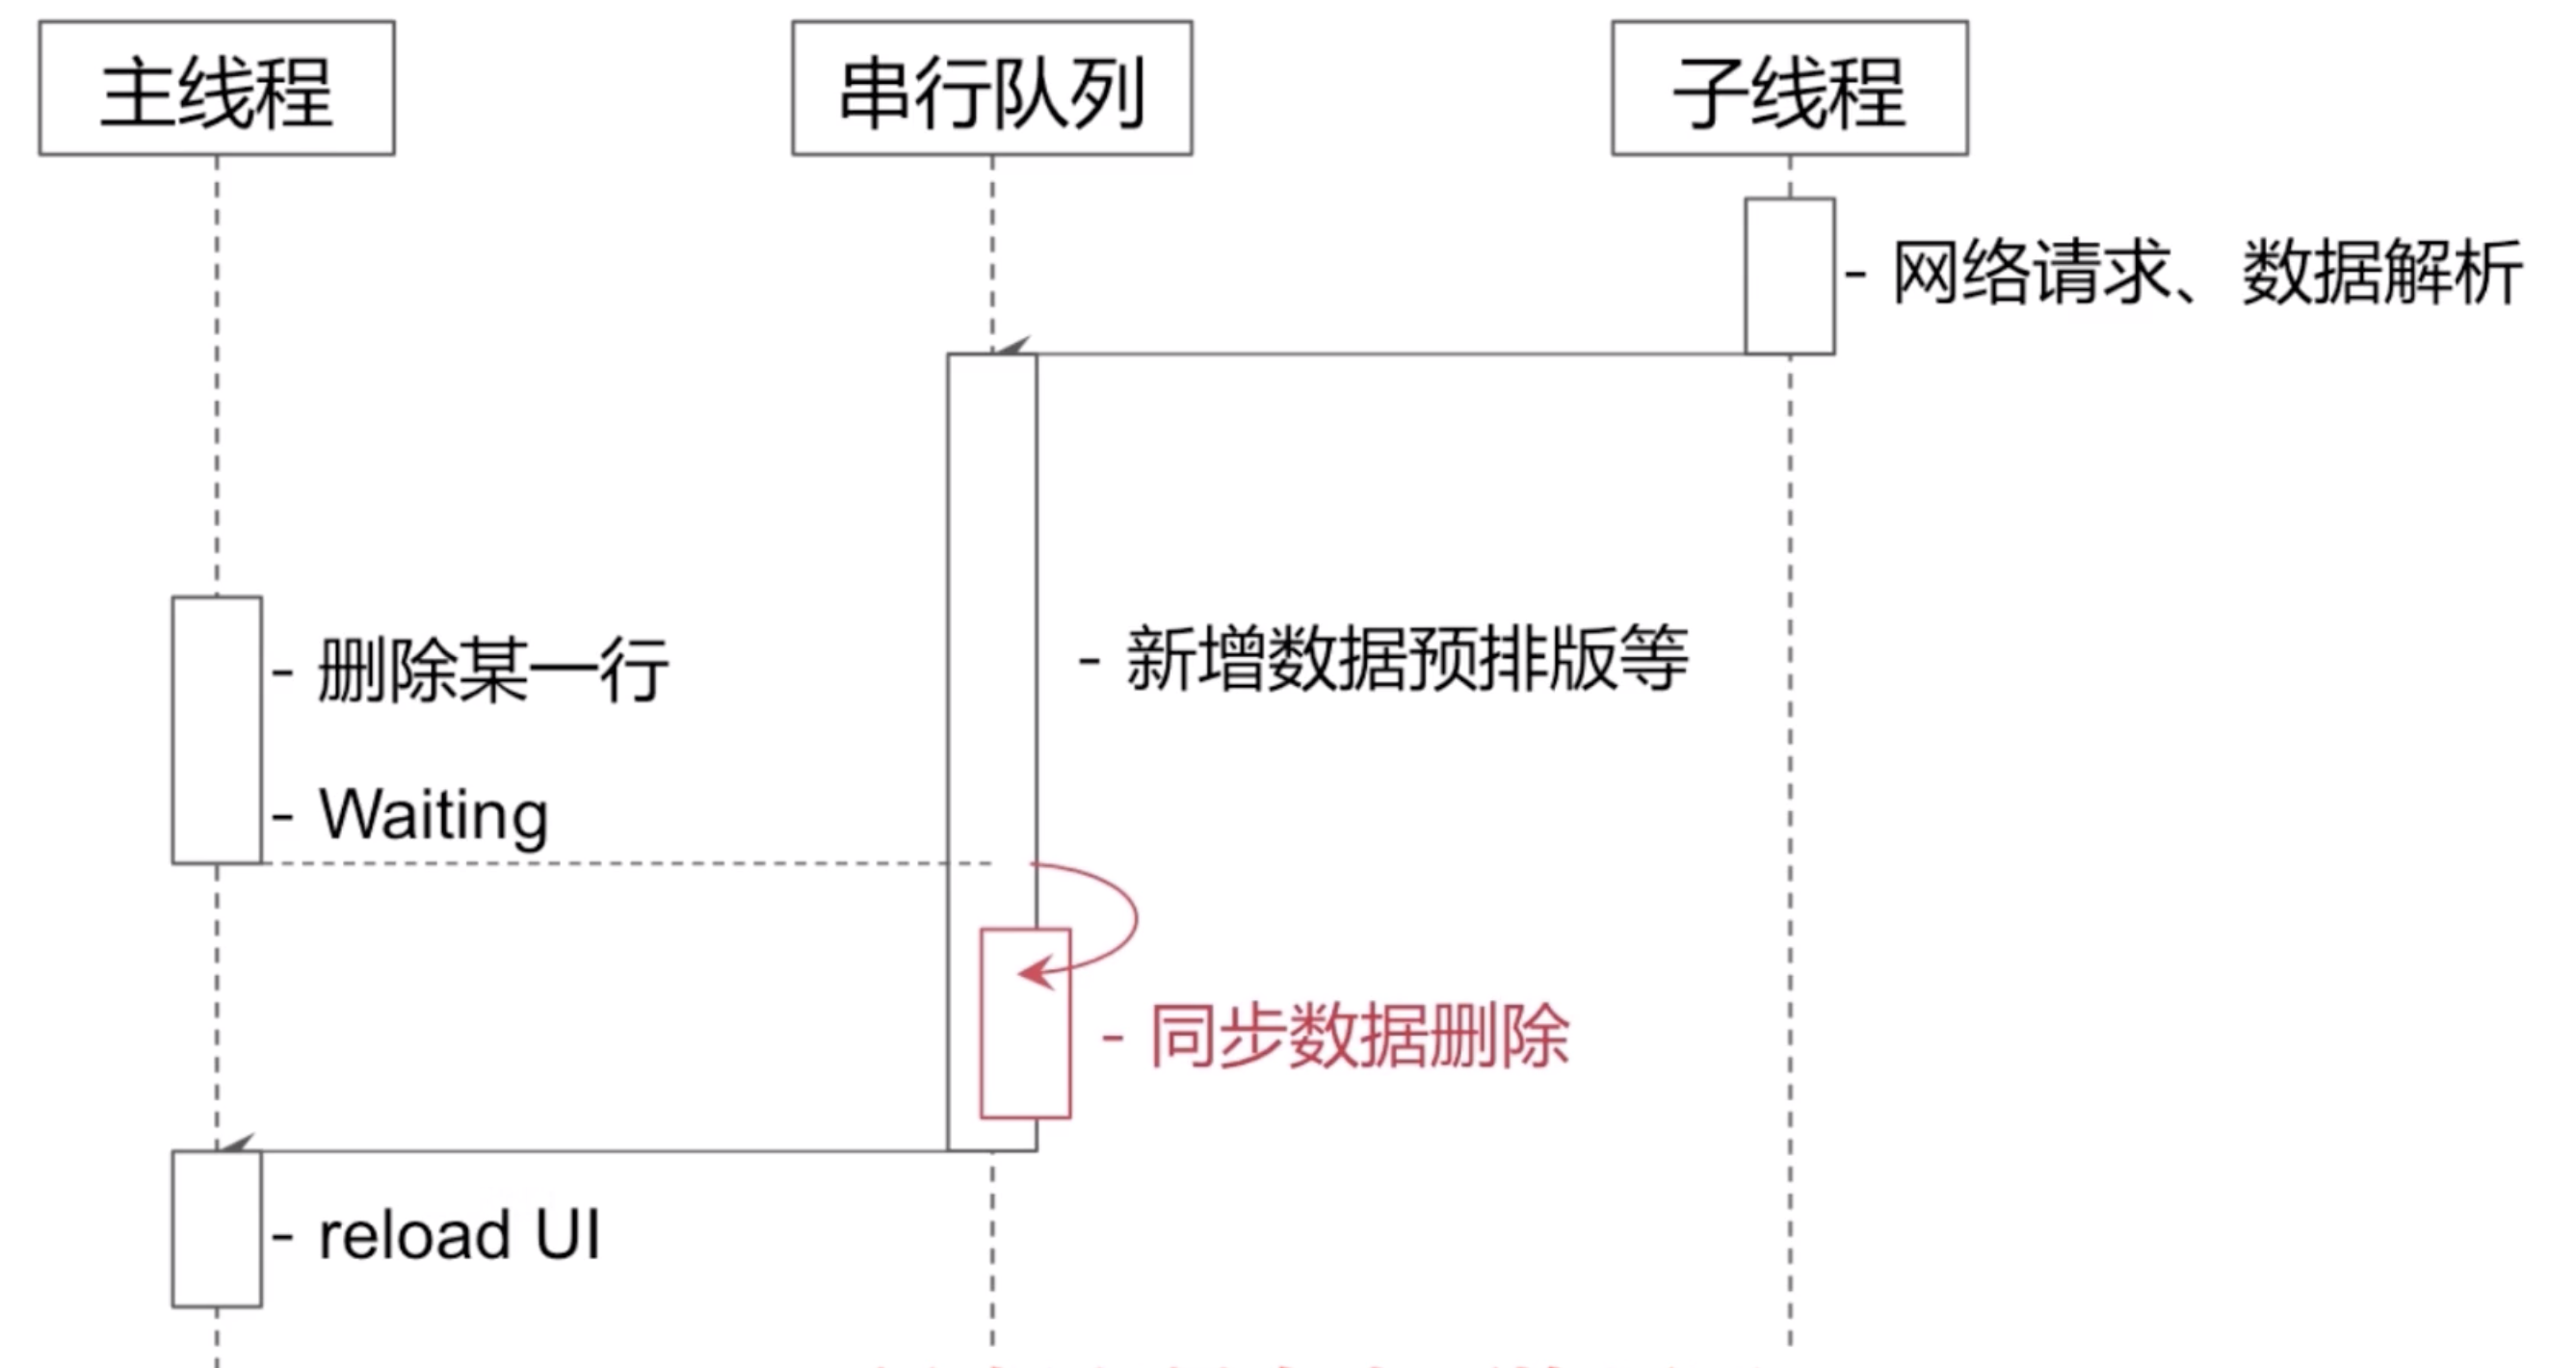 主线程
串行队列
子线程
- 网络请求、数据解析
- 删除某一行
- 新增数据预排版等
- Waiting
- 同步数据删除
- reload UI